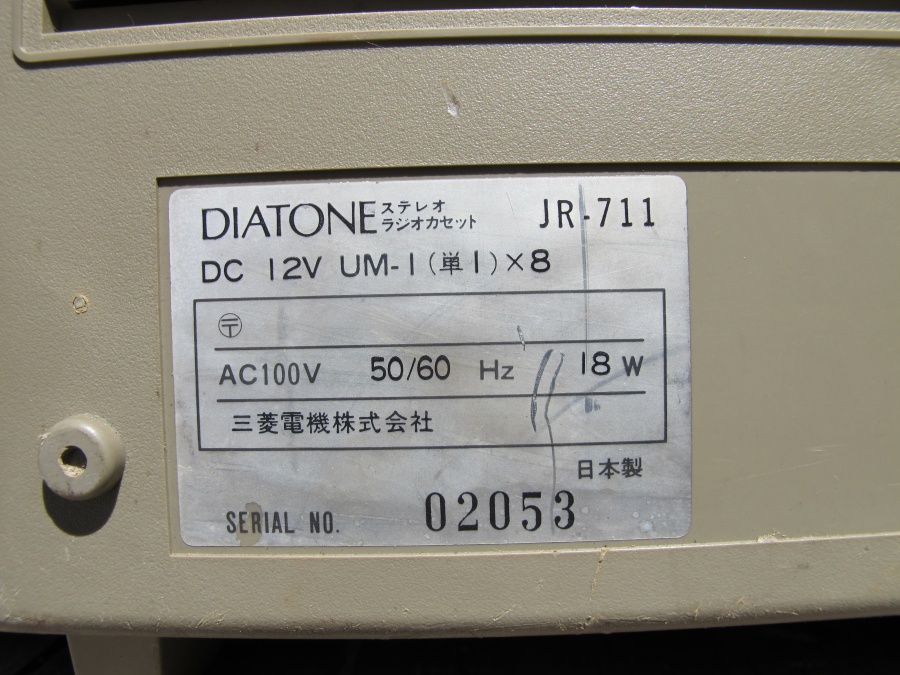 DIATONE ステレオ ラジオカセット JR-711
DC 12V UM-1(単1)×8
〒
AC100V 50/60 Hz 18 W
三菱電機株式会社
日本製
SERIAL NO. 02053